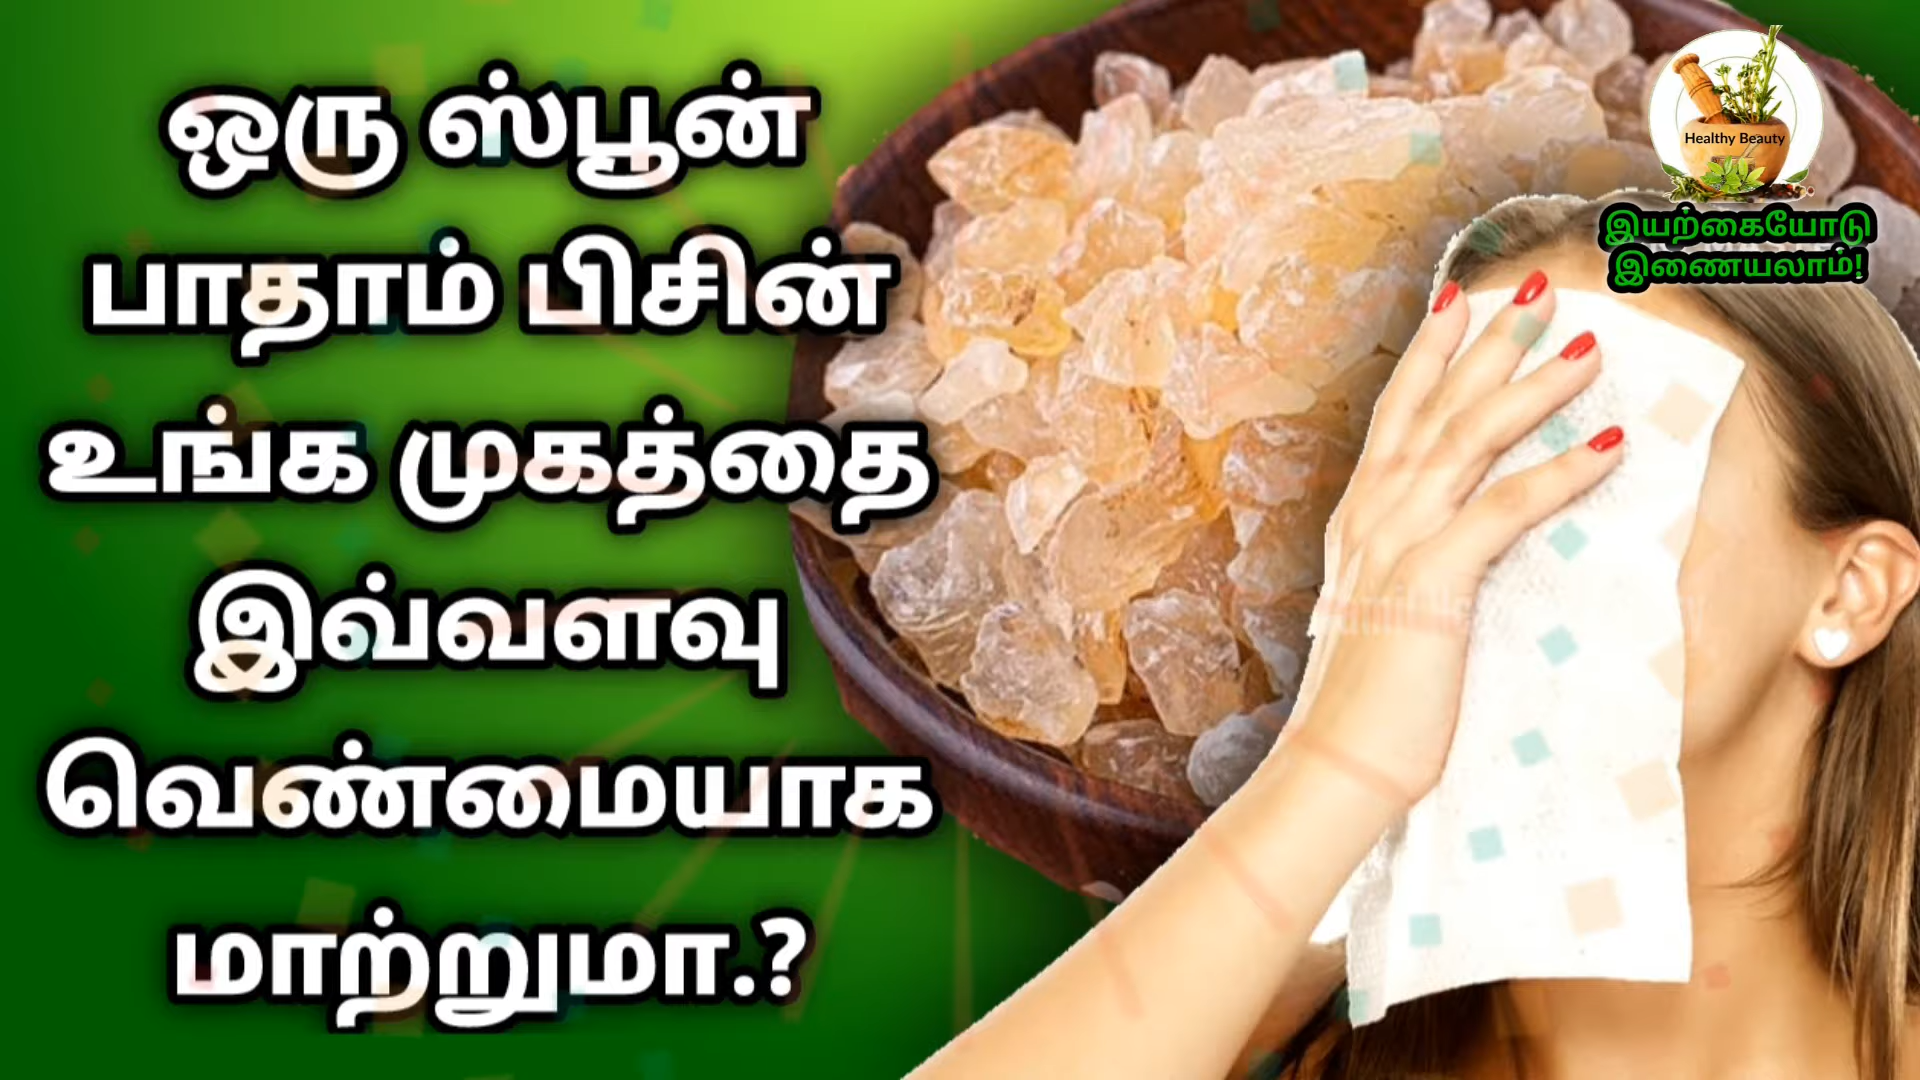 ஒரு ஸ்பூன்
பாதாம் பிசின்
உங்க முகத்தை
இவ்வளவு
வெண்மையாக
மாற்றுமா.?
Healthy Beauty
இயற்கையோடு
இணையலாம்!